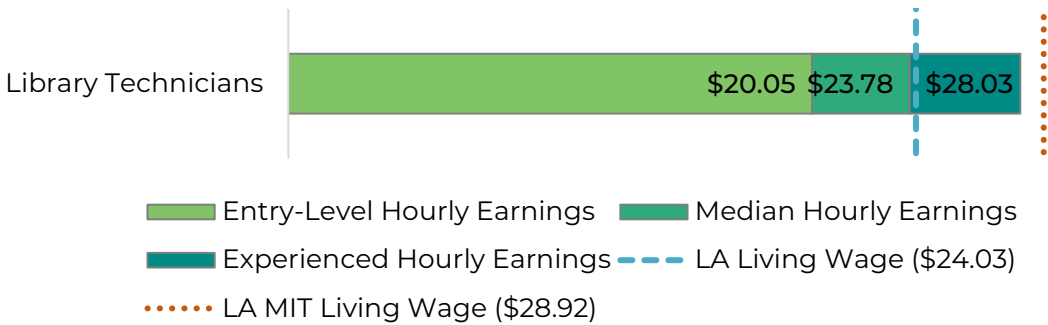 Library Technicians $20.05 $23.78 $28.03
Entry-Level Hourly Earnings Median Hourly Earnings
Experienced Hourly Earnings LA Living Wage ($24.03)
LA MIT Living Wage ($28.92)